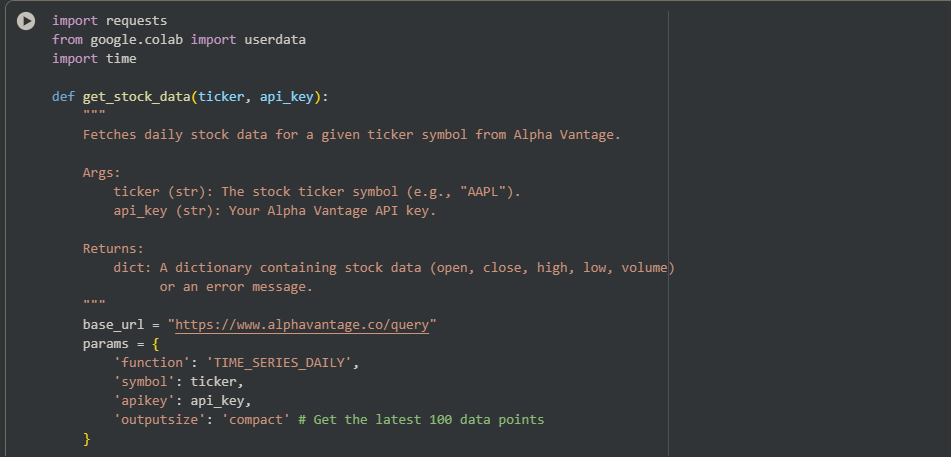 import requests
from google.colab import userdata
import time
def get_stock_data(ticker, api_key):
"""
Fetches daily stock data for a given ticker symbol from Alpha Vantage.
Args:
ticker (str): The stock ticker symbol (e.g., "AAPL").
api_key (str): Your Alpha Vantage API key.
Returns:
dict: A dictionary containing stock data (open, close, high, low, volume)
or an error message.
"""
base_url = "https://www.alphavantage.co/query"
params = {
'function': 'TIME_SERIES_DAILY',
'symbol': ticker,
'apikey': api_key,
'outputsize': 'compact' # Get the latest 100 data points
}